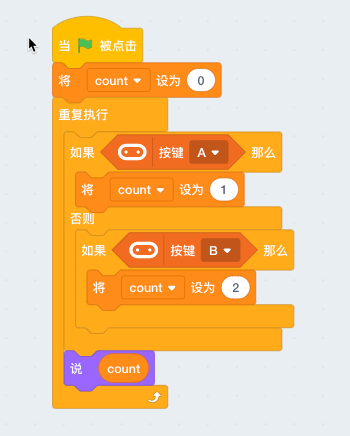 当 被点击
将 count 设为 0
重复执行
如果 按键 A 那么
将 count 设为 1
否则
如果 按键 B 那么
将 count 设为 2
说 count